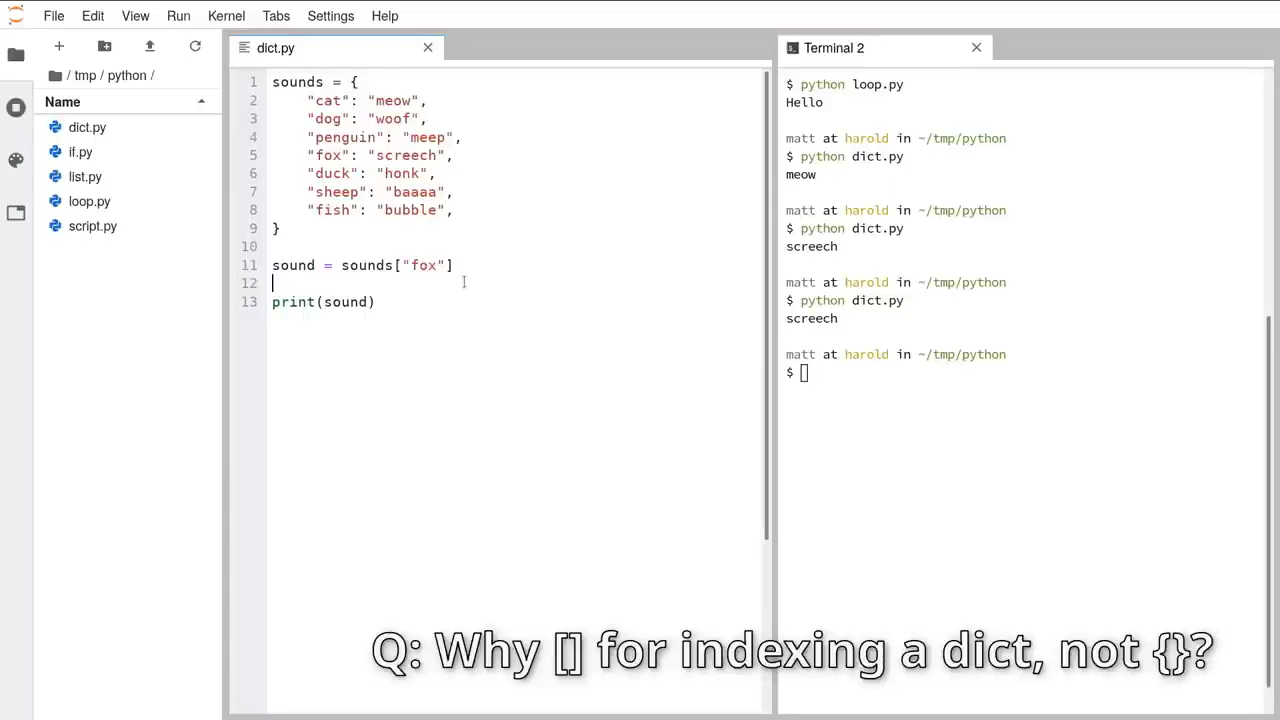 File Edit View Run Kernel Tabs Settings Help
/ tmp / python /
Name
dict.py
if.py
list.py
loop.py
script.py
dict.py
1 sounds = {
2 "cat": "meow",
3 "dog": "woof",
4 "penguin": "meep",
5 "fox": "screech",
6 "duck": "honk",
7 "sheep": "baaaa",
8 "fish": "bubble",
9 }
10
11 sound = sounds["fox"]
12
13 print(sound)
Terminal 2
$ python loop.py
Hello
matt at harold in ~/tmp/python
$ python dict.py
meow
matt at harold in ~/tmp/python
$ python dict.py
screech
matt at harold in ~/tmp/python
$ python dict.py
screech
matt at harold in ~/tmp/python
$
Q: Why [] for indexing a dict, not {}?